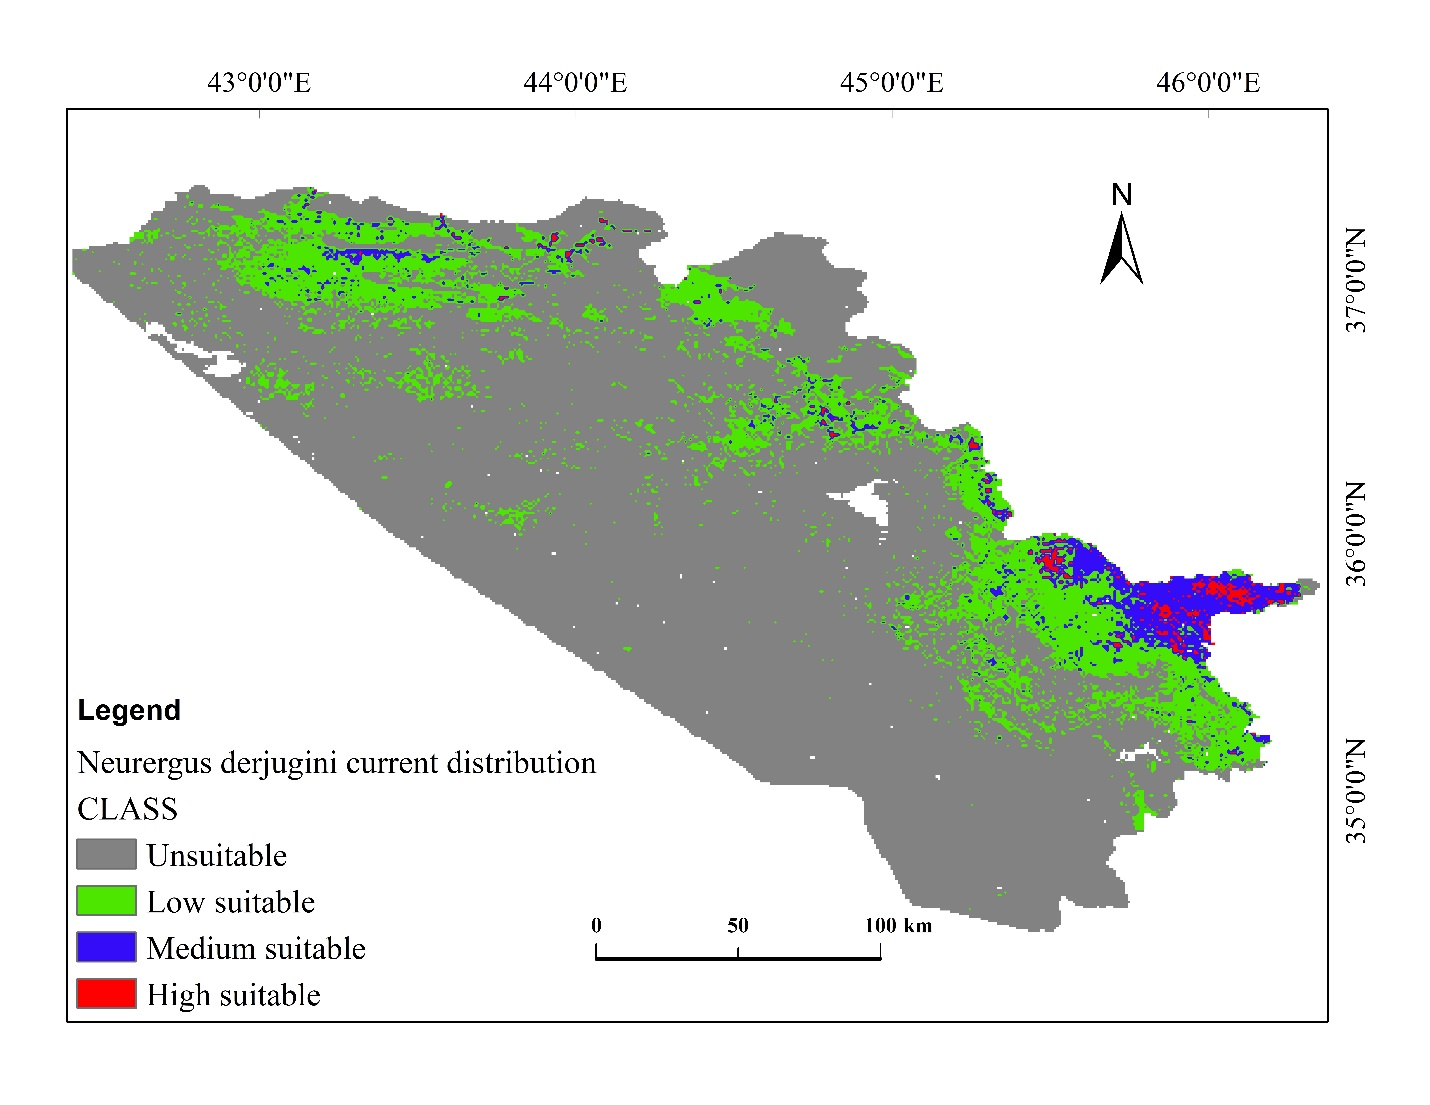 43°0'0"E 44°0'0"E 45°0'0"E 46°0'0"E
N
37°0'0"N
36°0'0"N
35°0'0"N
Legend
Neurergus derjugini current distribution
CLASS
Unsuitable
Low suitable
Medium suitable
High suitable
0 50 100 km